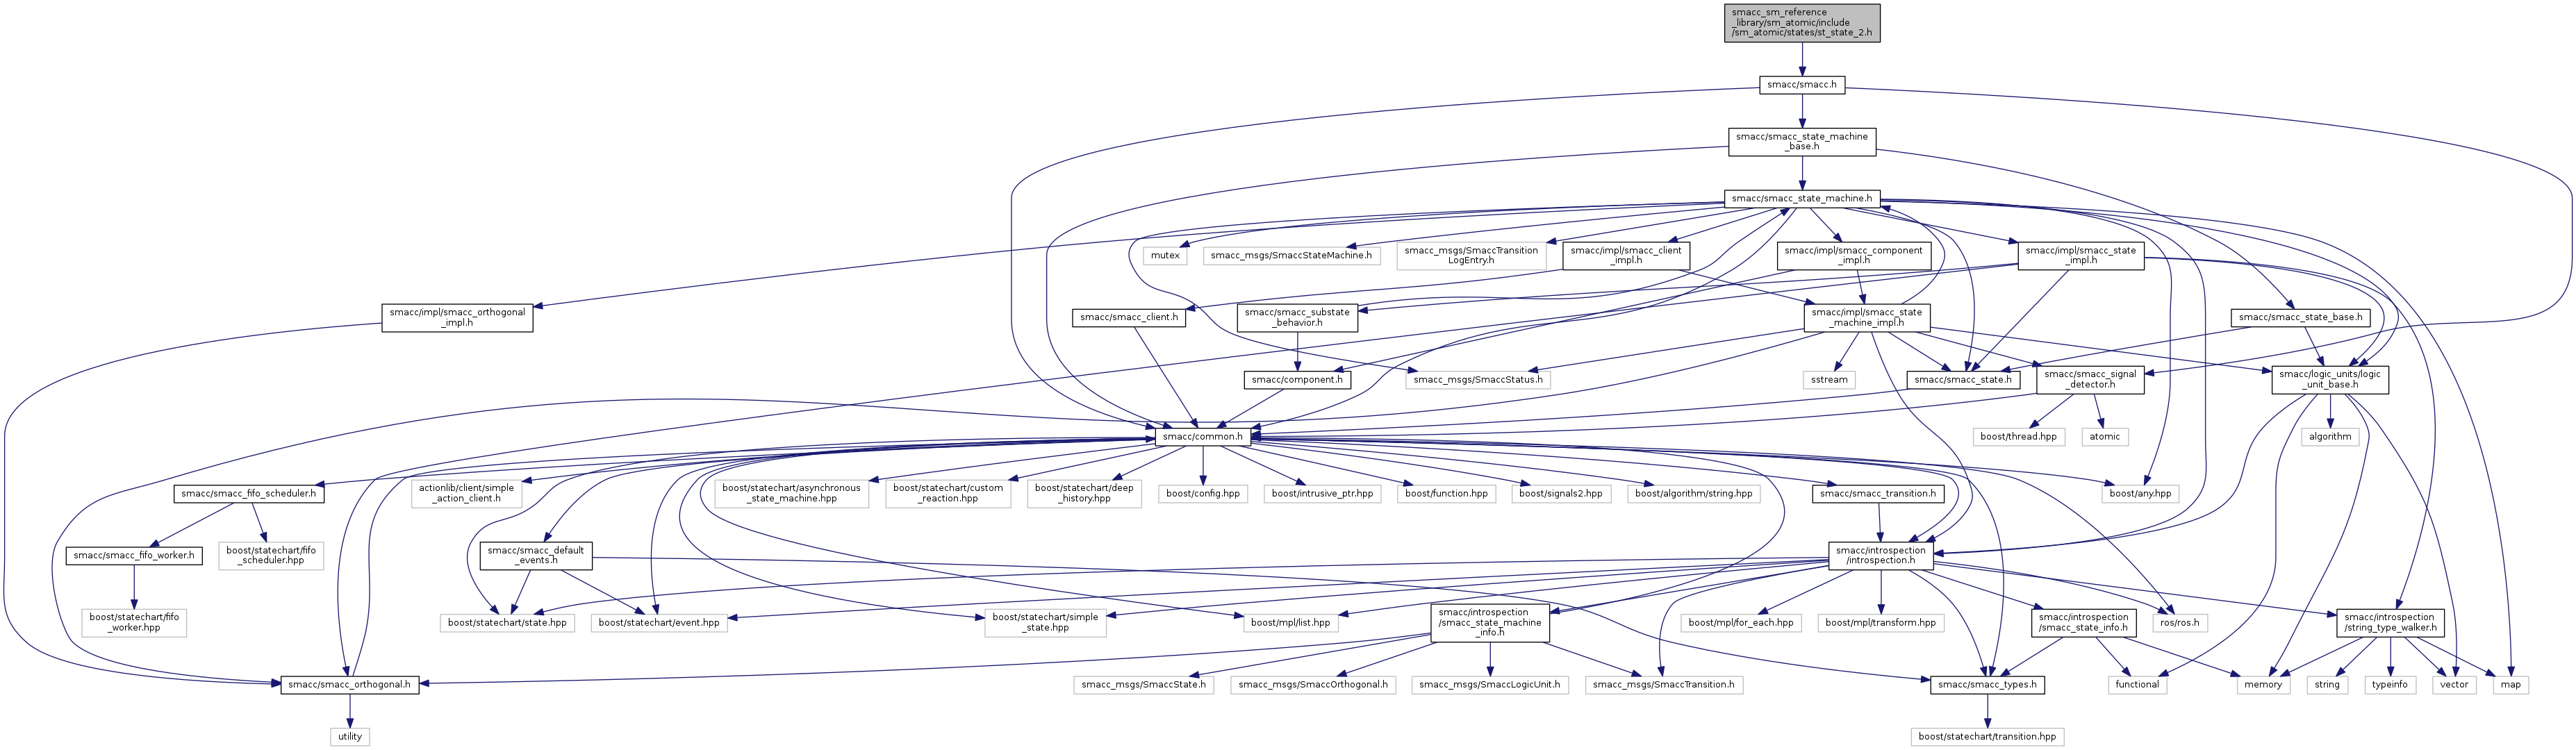 smacc_sm_reference
_library/sm_atomic/include
/sm_atomic/states/st_state_2.h
smacc/smacc.h
smacc/smacc_state_machine
_base.h
smacc/smacc_state_machine.h
mutex
smacc_msgs/SmaccStateMachine.h
smacc_msgs/SmaccTransition
LogEntry.h
smacc/impl/smacc_client
_impl.h
smacc/impl/smacc_component
_impl.h
smacc/impl/smacc_state
_impl.h
smacc/impl/smacc_orthogonal
_impl.h
smacc/smacc_client.h
smacc/smacc_substate
_behavior.h
smacc/impl/smacc_state
_machine_impl.h
smacc/smacc_state_base.h
smacc/component.h
smacc_msgs/SmaccStatus.h
sstream
smacc/smacc_state.h
smacc/smacc_signal
_detector.h
smacc/logic_units/logic
_unit_base.h
smacc/common.h
boost/thread.hpp
atomic
algorithm
smacc/smacc_fifo_scheduler.h
actionlib/client/simple
_action_client.h
boost/statechart/asynchronous
_state_machine.hpp
boost/statechart/custom
_reaction.hpp
boost/statechart/deep
_history.hpp
boost/config.hpp
boost/intrusive_ptr.hpp
boost/function.hpp
boost/signals2.hpp
boost/algorithm/string.hpp
smacc/smacc_transition.h
boost/any.hpp
smacc/smacc_fifo_worker.h
boost/statechart/fifo
_scheduler.hpp
smacc/smacc_default
_events.h
smacc/introspection
/introspection.h
boost/statechart/fifo
_worker.hpp
boost/statechart/state.hpp
boost/statechart/event.hpp
boost/statechart/simple
_state.hpp
boost/mpl/list.hpp
smacc/introspection
/smacc_state_machine
_info.h
boost/mpl/for_each.hpp
boost/mpl/transform.hpp
smacc/introspection
/smacc_state_info.h
ros/ros.h
smacc/introspection
/string_type_walker.h
smacc/smacc_orthogonal.h
smacc_msgs/SmaccState.h
smacc_msgs/SmaccOrthogonal.h
smacc_msgs/SmaccLogicUnit.h
smacc_msgs/SmaccTransition.h
smacc/smacc_types.h
functional
memory
string
typeinfo
vector
map
utility
boost/statechart/transition.hpp